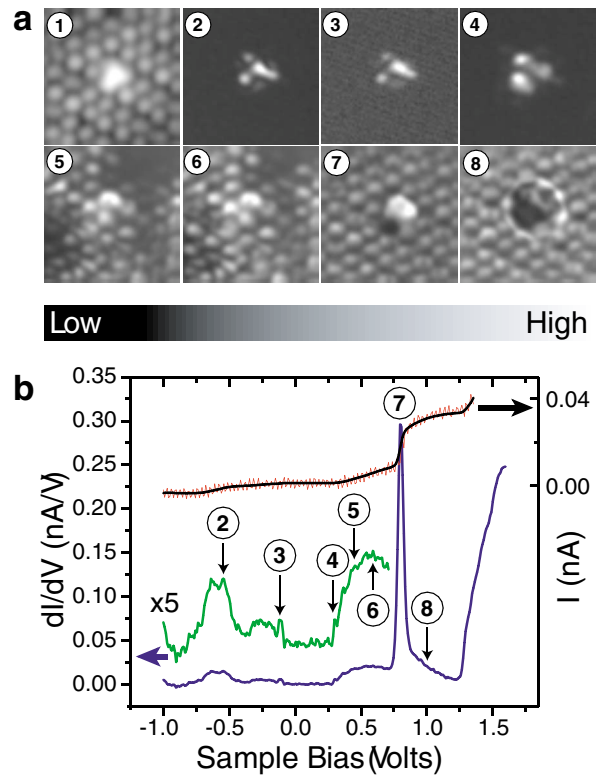 a
1 2 3 4
5 6 7 8
Low High
b
0.35
0.30
0.25
0.20
0.15
0.10
0.05
0.00
dI/dV (nA/V)
x5
2
3
4
5
6
7
8
0.04
0.00
I (nA)
-1.0 -0.5 0.0 0.5 1.0 1.5
Sample Bias(Volts)